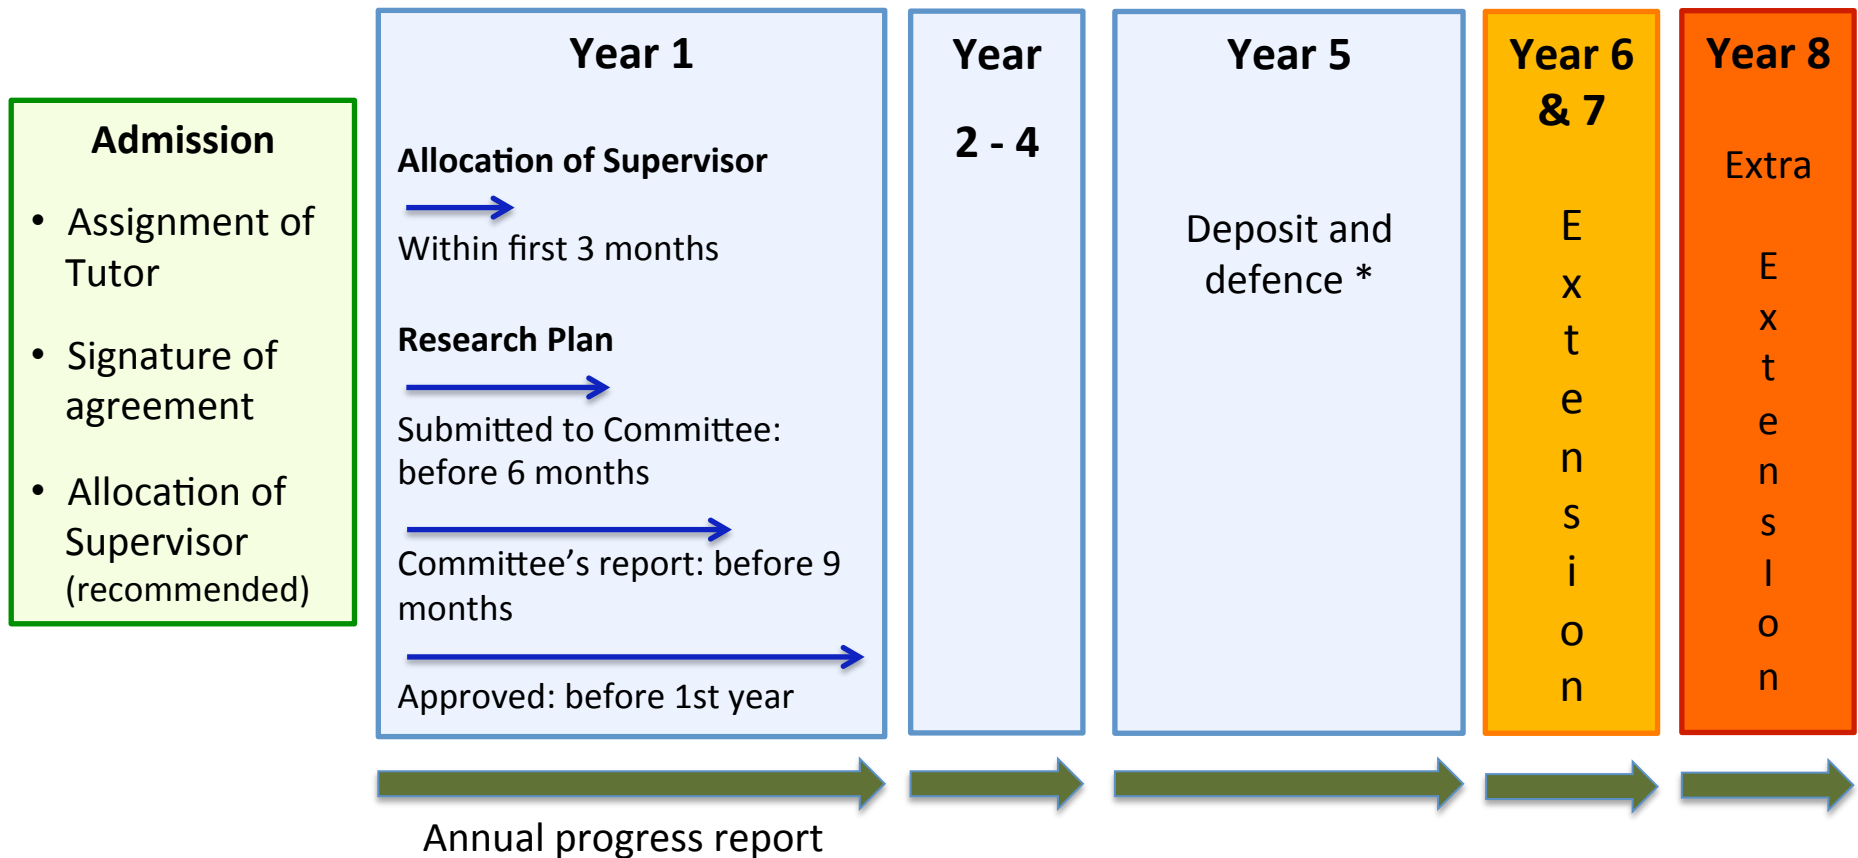 Admission
• Assignment of
Tutor
• Signature of
agreement
• Allocation of
Supervisor
(recommended)
Year 1
Allocation of Supervisor
Within first 3 months
Research Plan
Submitted to Committee:
before 6 months
Committee’s report: before 9
months
Approved: before 1st year
Year
2 - 4
Year 5
Deposit and
defence *
Year 6
& 7
E
x
t
e
n
s
i
o
n
Year 8
Extra
E
x
t
e
n
s
I
o
n
Annual progress report